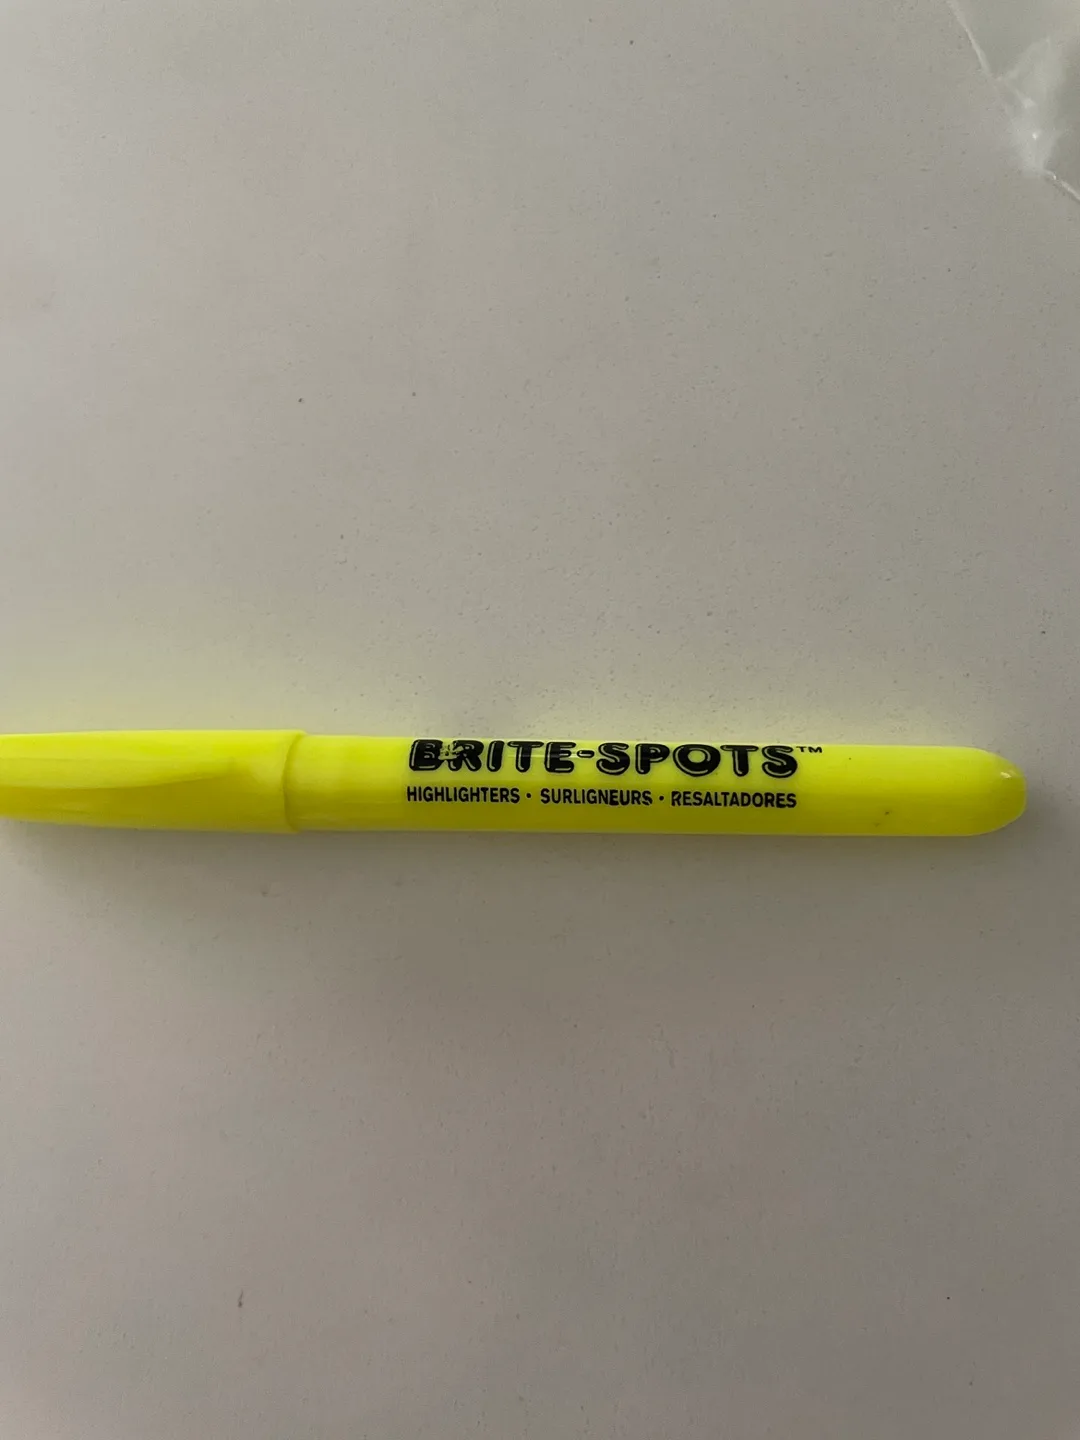 BRITE-SPOTS™
HIGHLIGHTERS • SURLIGNEURS • RESALTADORES